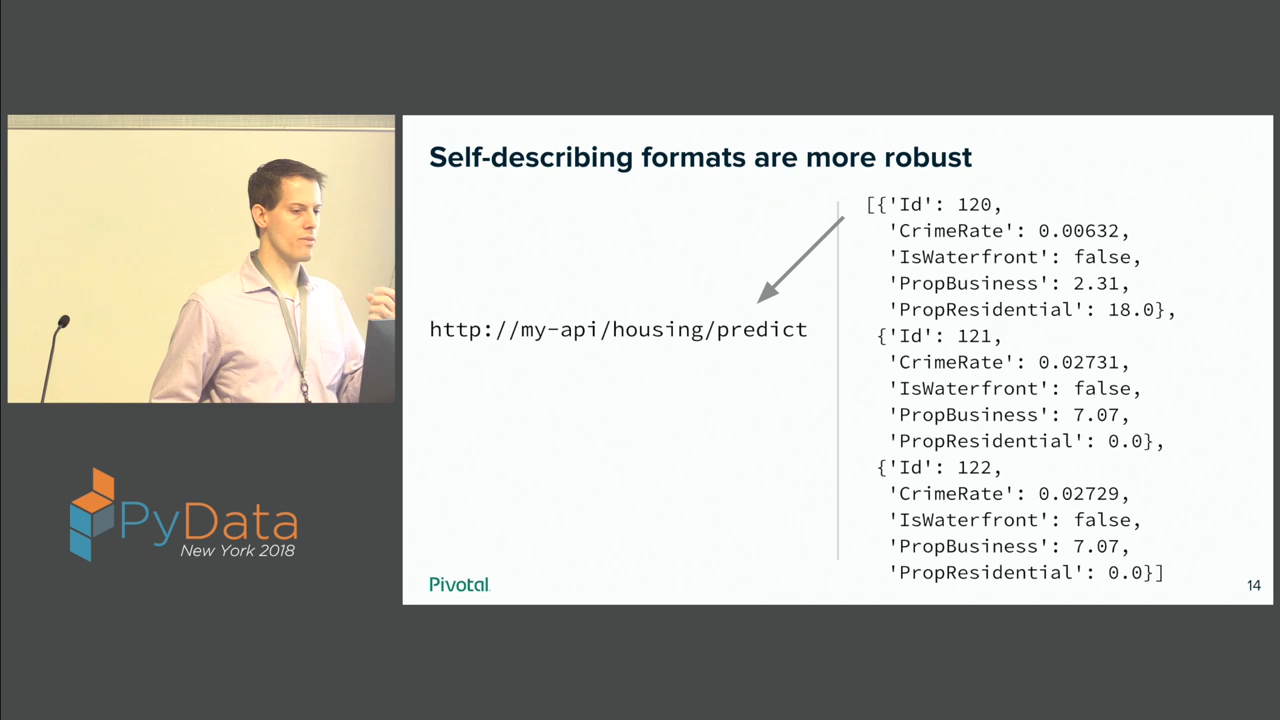 Self-describing formats are more robust
http://my-api/housing/predict
[{'Id': 120,
'CrimeRate': 0.00632,
'IsWaterfront': false,
'PropBusiness': 2.31,
'PropResidential': 18.0},
{'Id': 121,
'CrimeRate': 0.02731,
'IsWaterfront': false,
'PropBusiness': 7.07,
'PropResidential': 0.0},
{'Id': 122,
'CrimeRate': 0.02729,
'IsWaterfront': false,
'PropBusiness': 7.07,
'PropResidential': 0.0}]
Pivotal
14
PyData
New York 2018